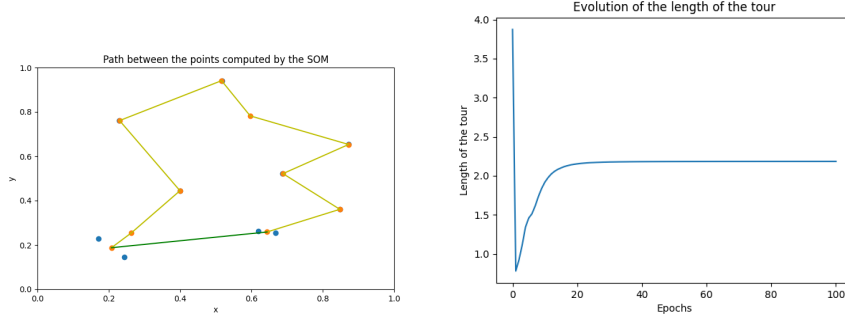 Path between the points computed by the SOM
1.0
0.8
0.6
0.4
0.2
0.0
y
0.0 0.2 0.4 0.6 0.8 1.0
x
Evolution of the length of the tour
4.0
3.5
3.0
2.5
2.0
1.5
1.0
Length of the tour
0 20 40 60 80 100
Epochs